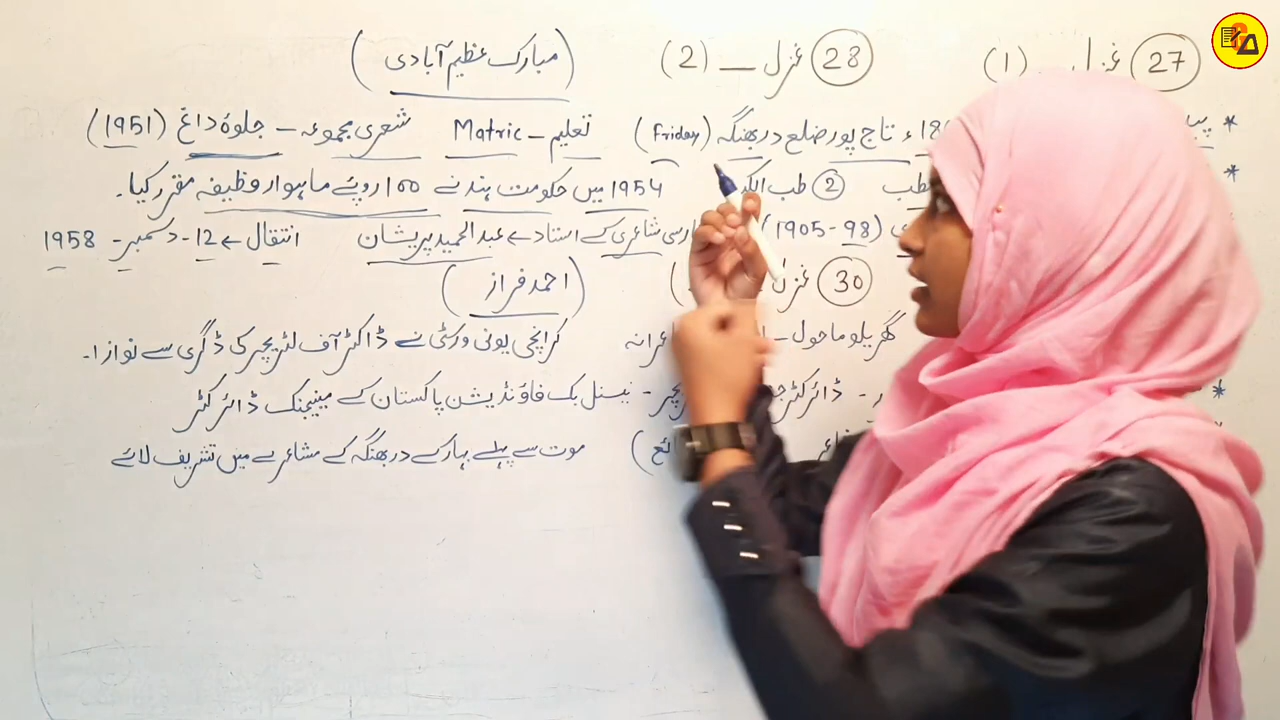 27 غزل (1) 28 غزل – (2) (مبارک عظیم آبادی)
* تاج پور ضلع دربھنگہ (Friday) تعلیم – Matric شعری مجموعہ – جلوۂ داغ (1951)
* 2 طب 1954 میں حکومت ہند نے 100 روپئے ماہوار وظیفہ مقرر کیا۔
(1905-98) شاعری کے استاد ے عبدالحمید پریشان انتقال ے 12 - دسمبر - 1958
30 غزل (احمد فراز)
گھریلو ماحول – کراچی یونی ورسٹی نے ڈاکٹر آف لٹریچر کی ڈگری سے نوازا۔
* - نیشنل بک فاؤنڈیشن پاکستان کے مینیجنگ ڈائرکٹر
موت سے پہلے بہار کے دربھنگہ کے مشاعرے میں تشریف لائے